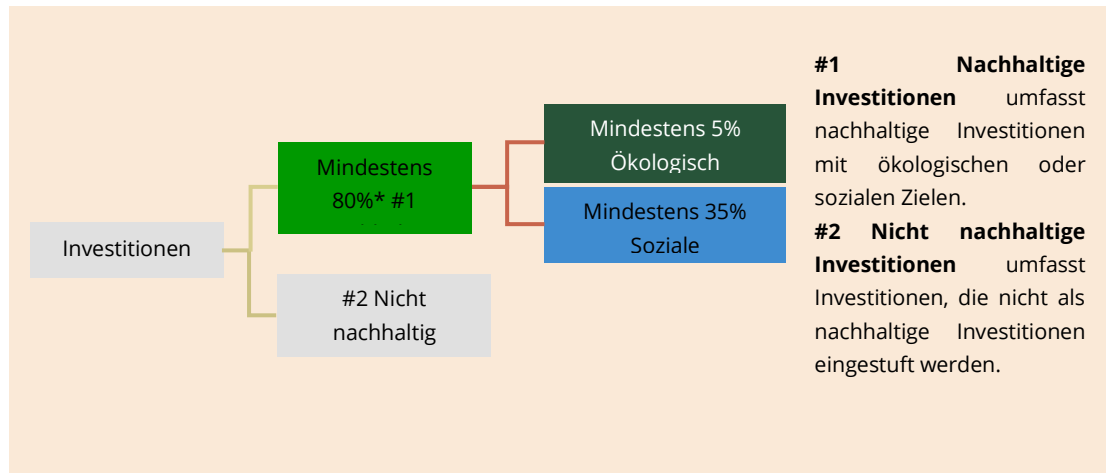 Investitionen
Mindestens
80%* #1
#2 Nicht
nachhaltig
Mindestens 5%
Ökologisch
Mindestens 35%
Soziale
#1 Nachhaltige
Investitionen umfasst
nachhaltige Investitionen
mit ökologischen oder
sozialen Zielen.
#2 Nicht nachhaltige
Investitionen umfasst
Investitionen, die nicht als
nachhaltige Investitionen
eingestuft werden.